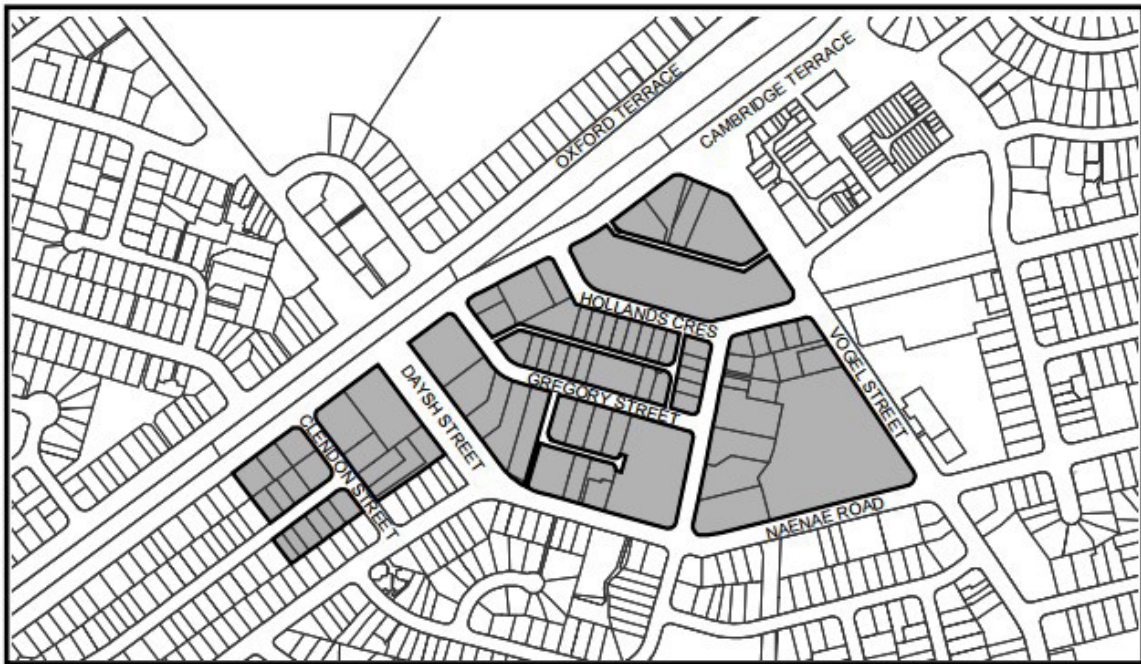 OXFORD TERRACE
CAMBRIDGE TERRACE
HOLLANDS CRES
VOGEL STREET
GREGORY STREET
DAYSH STREET
CLENDON STREET
NAENAE ROAD